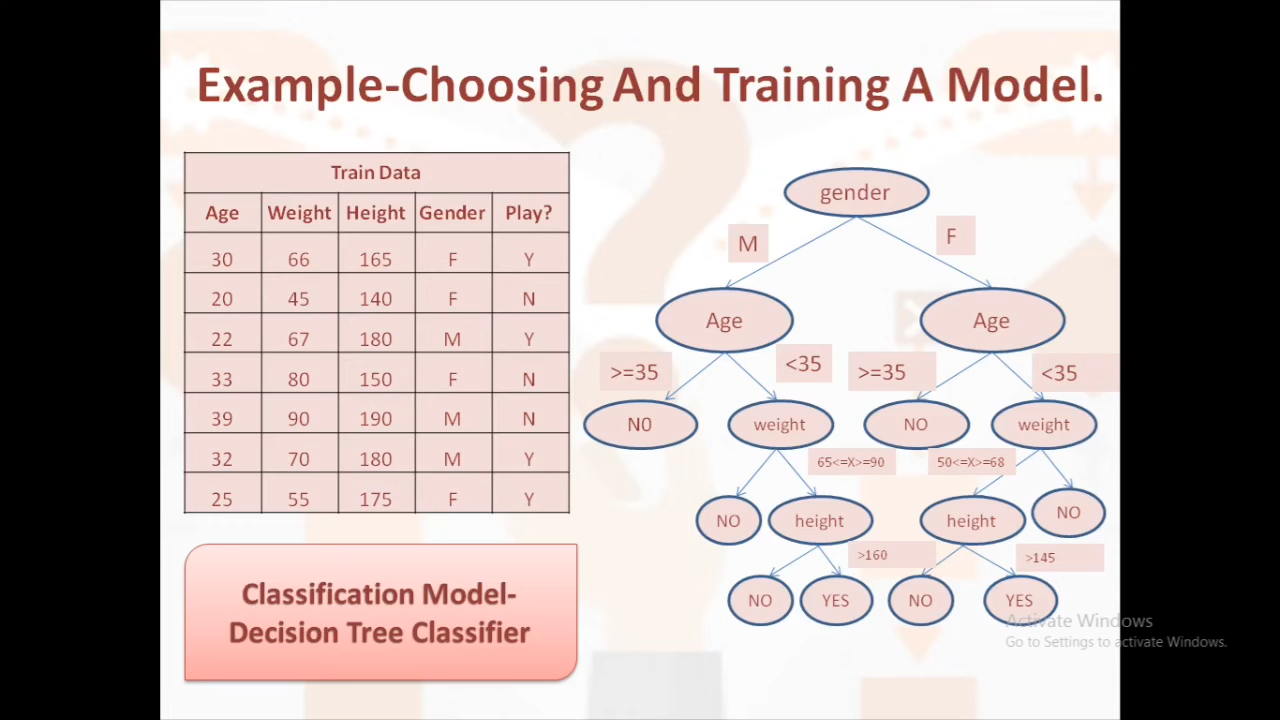 Example-Choosing And Training A Model.
Train Data
Age Weight Height Gender Play?
30 66 165 F Y
20 45 140 F N
22 67 180 M Y
33 80 150 F N
39 90 190 M N
32 70 180 M Y
25 55 175 F Y
Classification Model-
Decision Tree Classifier
gender
M F
Age Age
>=35 <35 >=35 <35
N0 weight NO weight
65<=X>=90 50<=X>=68
NO height height NO
>160 >145
NO YES NO YES
Activate Windows
Go to Settings to activate Windows.